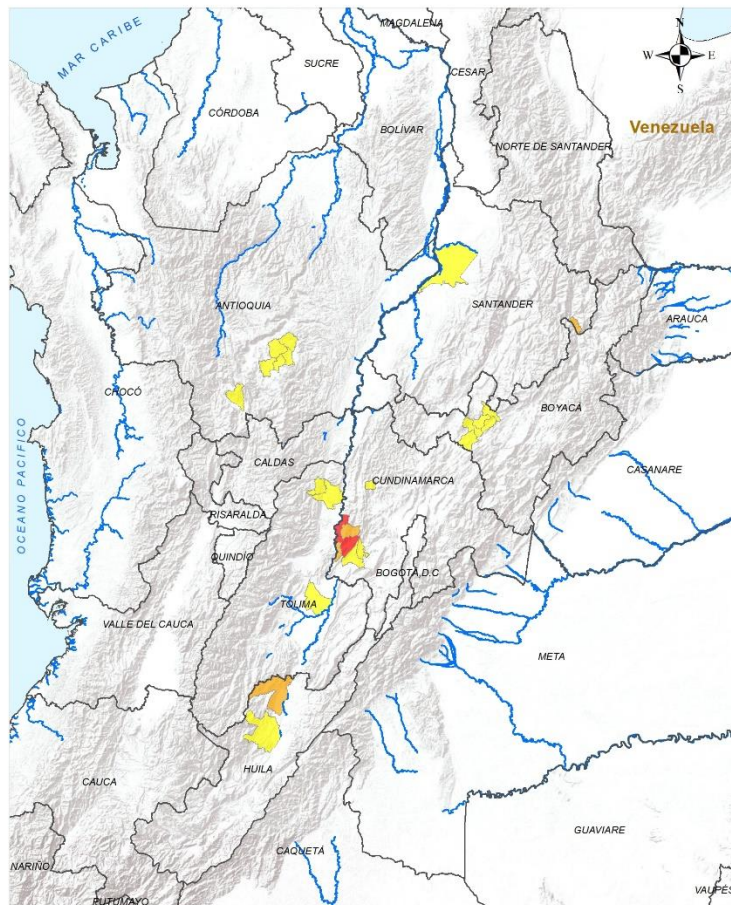 MAGDALENA
N
MAR CARIBE
SUCRE
W
E
CESAR
S
CÓRDOBA
BOLÍVAR
Venezuela
NORTE DE SANTANDER
ANTIOQUIA
SANTANDER
ARAUCA
CHOCÓ
BOYACÁ
OCEANO PACIFICO
CALDAS
CUNDINAMARCA
CASANARE
RISARALDA
QUINDÍO
BOGOTÁ, D.C
TOLIMA
VALLE DEL CAUCA
META
HUILA
CAUCA
GUAVIARE
CAQUETÁ
NARIÑO
VAUPÉS
PUTUMAYO